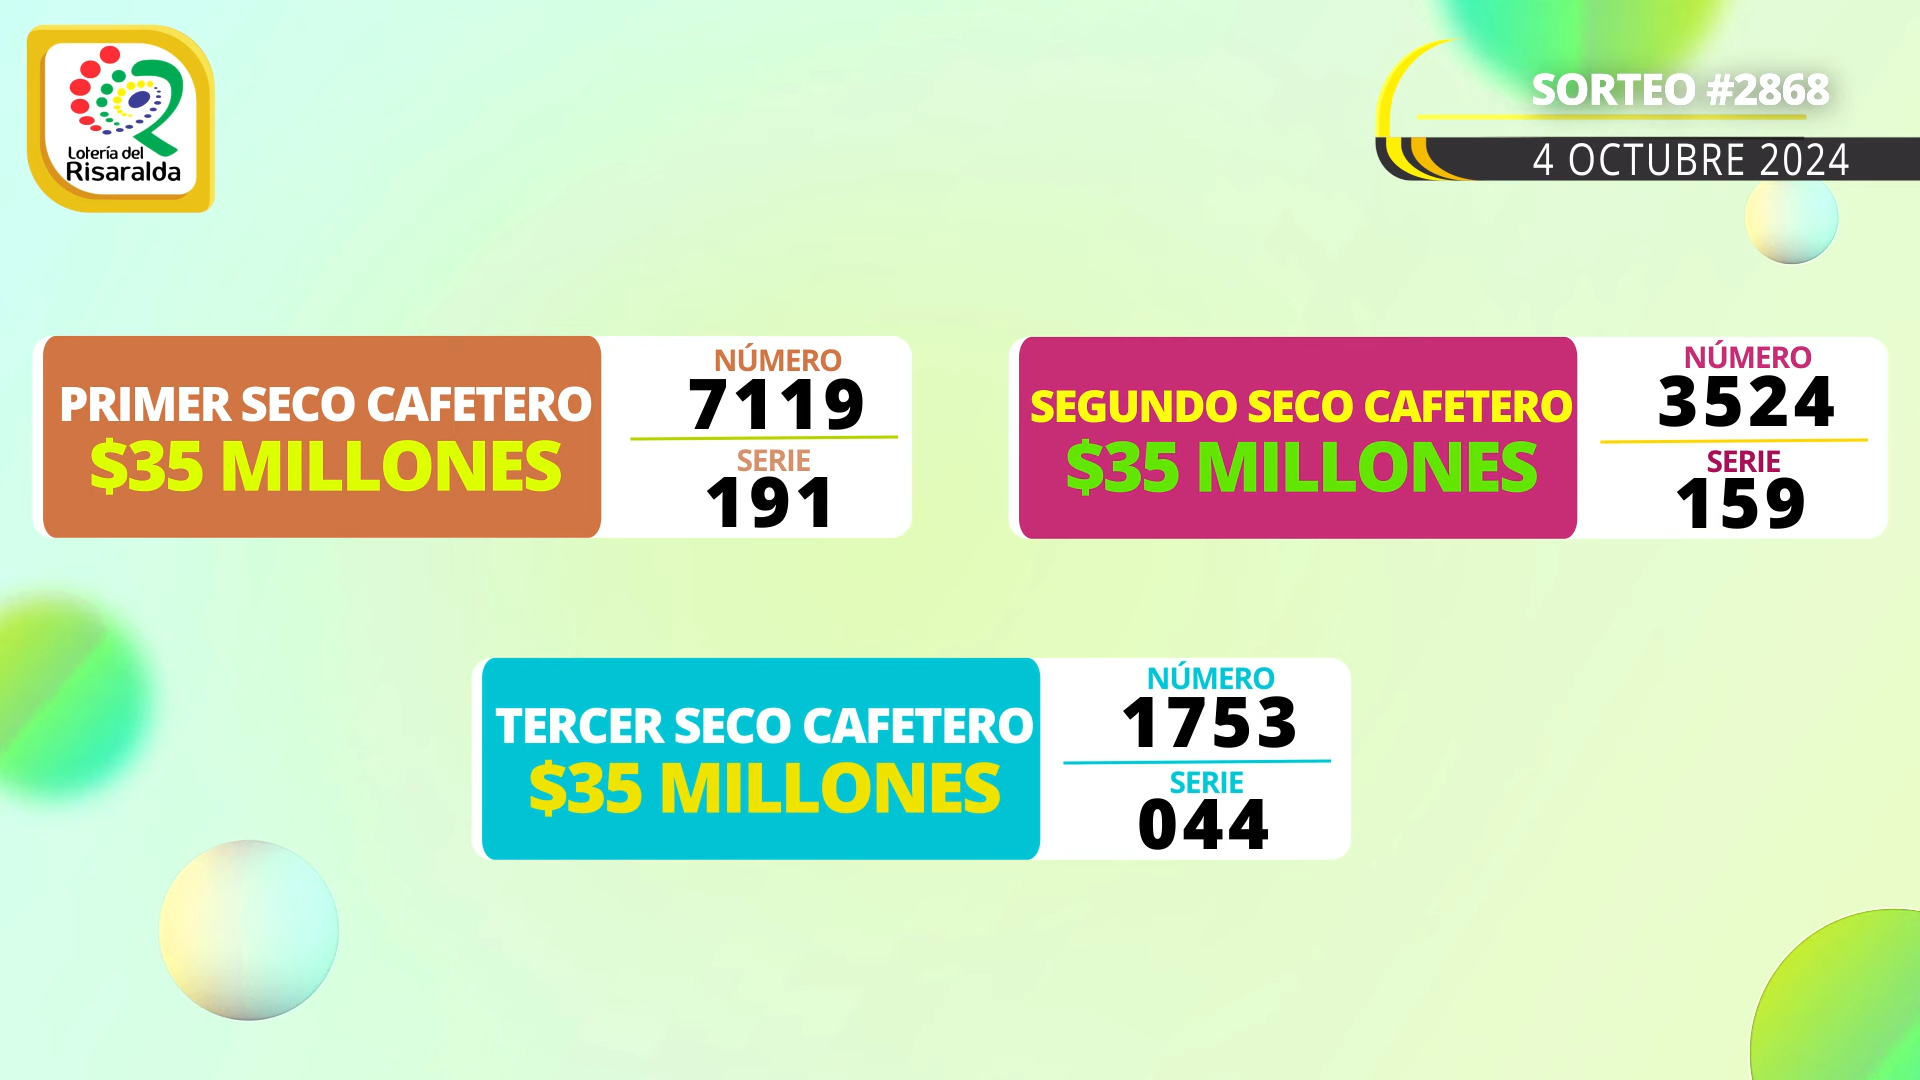 Lotería del
Risaralda
SORTEO #2868
4 OCTUBRE 2024
PRIMER SECO CAFETERO
$35 MILLONES
NÚMERO
7119
SERIE
191
SEGUNDO SECO CAFETERO
$35 MILLONES
NÚMERO
3524
SERIE
159
TERCER SECO CAFETERO
$35 MILLONES
NÚMERO
1753
SERIE
044